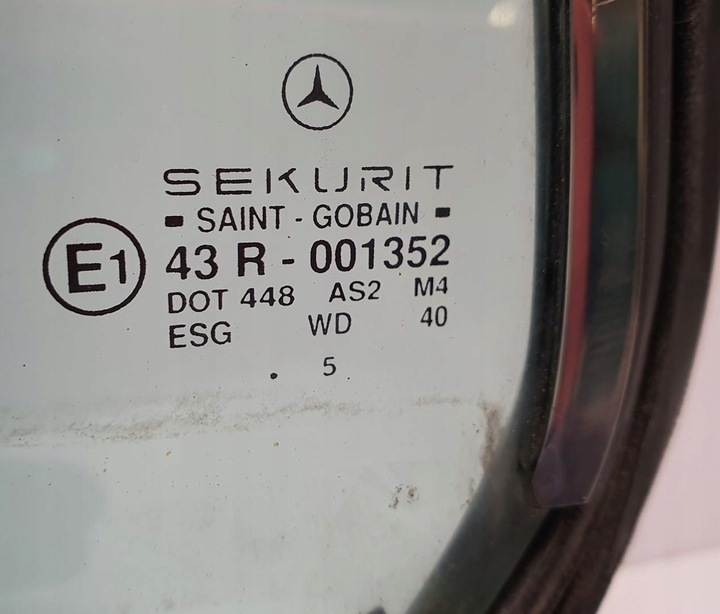 SEKURIT
- SAINT - GOBAIN -
E1 43 R - 001352
DOT 448 AS2 M4
ESG WD 40
. 5